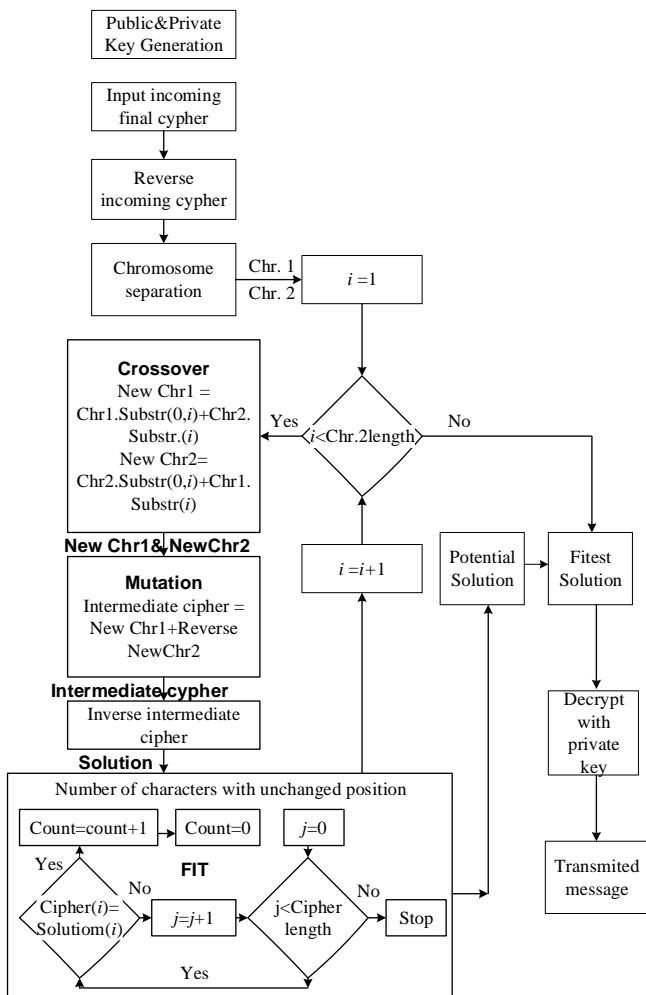 Public&Private
Key Generation
Input incoming
final cypher
Reverse
incoming cypher
Chromosome
separation
Chr. 1
Chr. 2
i =1
Crossover
New Chr1 =
Chr1.Substr(0,i)+Chr2.
Substr.(i)
New Chr2=
Chr2.Substr(0,i)+Chr1.
Substr(i)
Yes
i<Chr.2length
No
New Chr1& NewChr2
Mutation
Intermediate cipher =
New Chr1+Reverse
NewChr2
i =i+1
Potential
Solution
Fitest
Solution
Intermediate cypher
Inverse intermediate
cipher
Decrypt
with
private
key
Solution
Number of characters with unchanged position
Count=count+1
Count=0
j=0
Yes
FIT
Cipher(i)=
Solutiom(i)
No
j=j+1
j<Cipher
length
No
Stop
Yes
Transmited
message